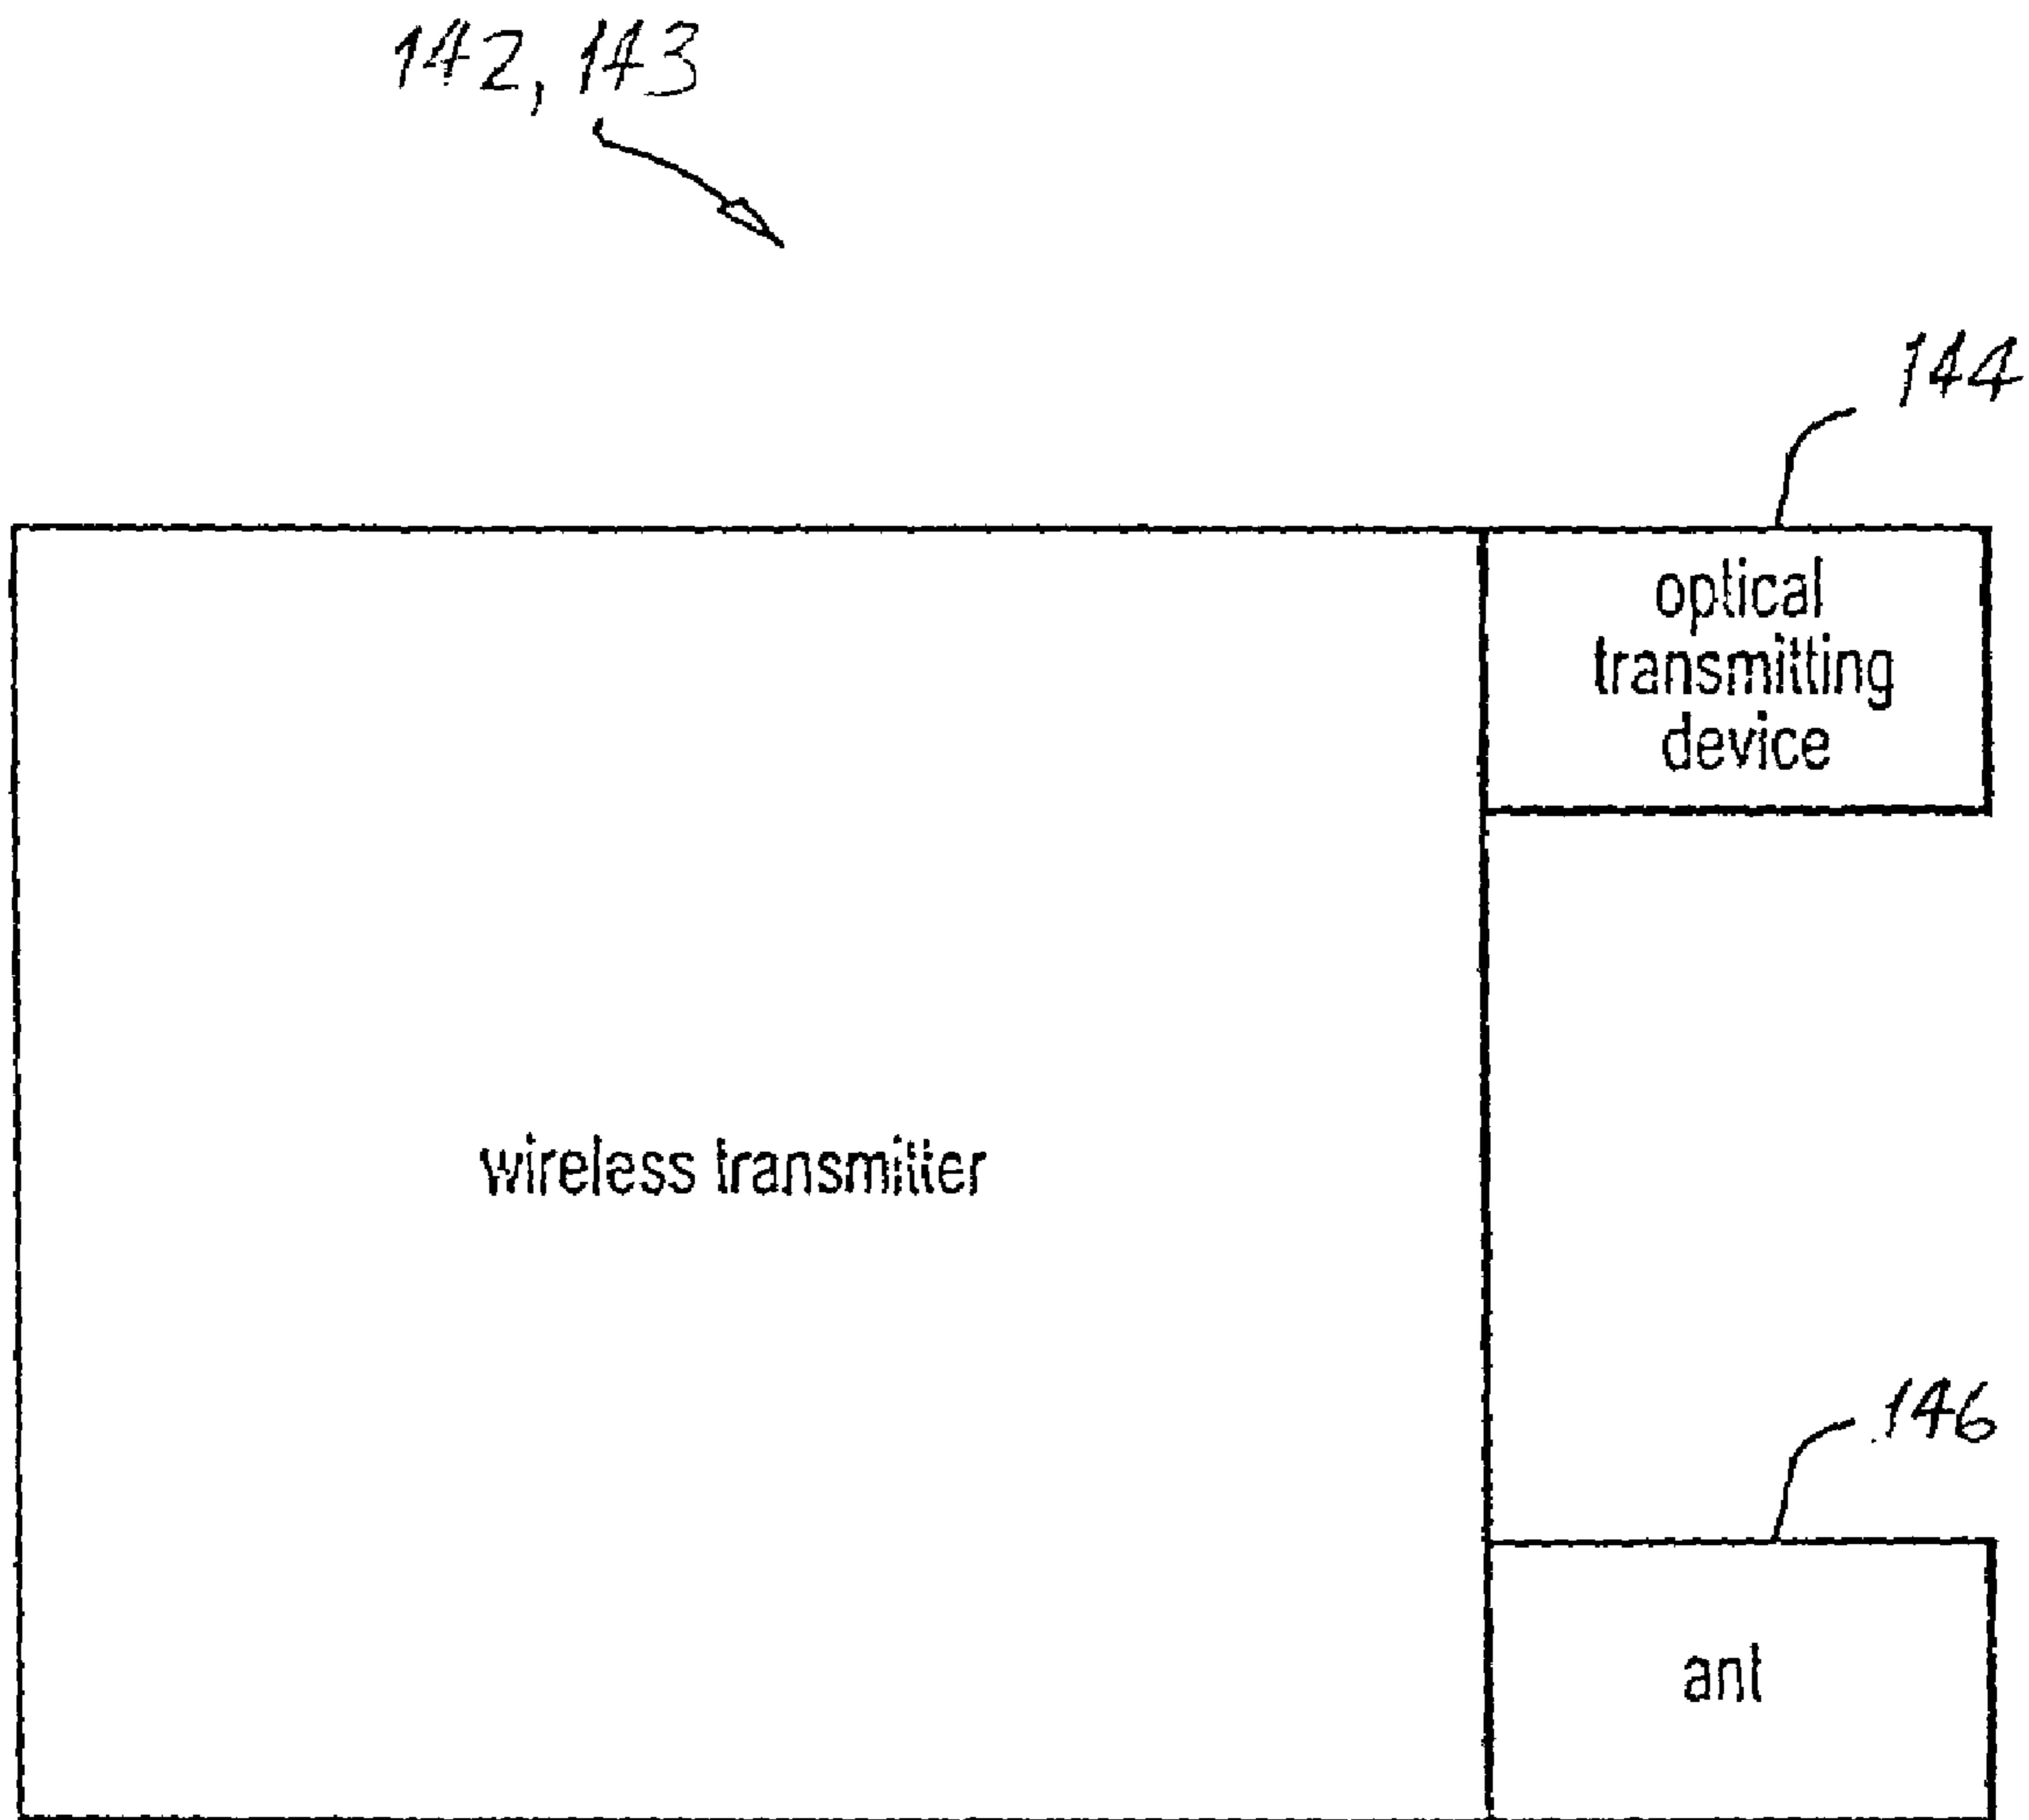 142, 143
144
optical
transmitting
device
wireless transmitter
146
ant